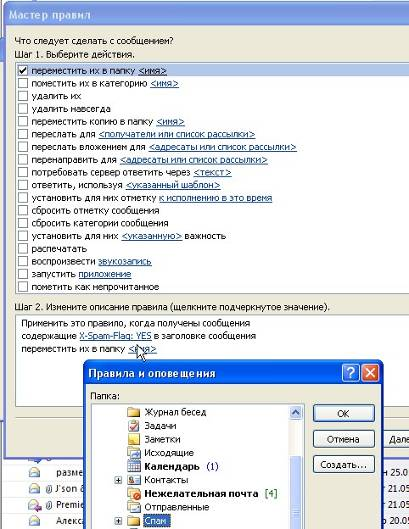 Мастер правил
Что следует сделать с сообщением?
Шаг 1. Выберите действия.
переместить их в папку <имя>
поместить их в категорию <имя>
удалить их
удалить навсегда
переместить копию в папку <имя>
переслать для <получатели или список рассылки>
переслать вложением для <адресаты или список рассылки>
перенаправить для <адресаты или список рассылки>
потребовать сервер ответить через <текст>
ответить, используя <указанный шаблон>
установить для них отметку к исполнению в это время
сбросить отметку сообщения
сбросить категории сообщения
установить для них <указанную> важность
распечатать
воспроизвести звукозапись
запустить приложение
пометить как непрочитанное
Шаг 2. Измените описание правила (щелкните подчеркнутое значение).
Применить это правило, когда получены сообщения
содержащие X-Spam-Flag: YES в заголовке сообщения
переместить их в папку <имя>
Правила и оповещения
Папка:
Журнал бесед
Задачи
Заметки
Исходящие
Календарь (1)
Контакты
Нежелательная почта [4]
Отправленные
Спам
ОК
Отмена
Создать...
Дале
разме
J'son &
Premie
Алекса
25.0
21.05
21.05
20.05